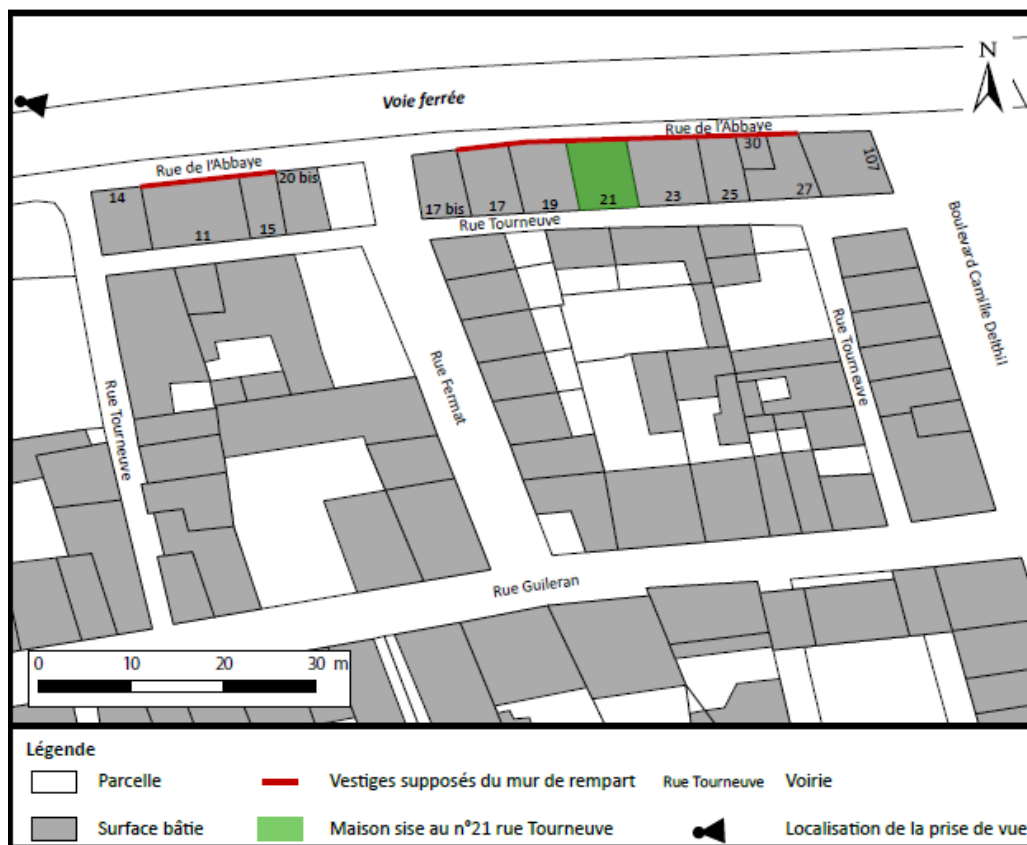 N
Voie ferrée
Rue de l'Abbaye
Rue de l'Abbaye
14
20 bis
30
107
11
15
17 bis
17
19
21
23
25
27
Rue Tourneuve
Boulevard Camille Delthil
Rue Tourneuve
Rue Fermat
Rue Tourneuve
Rue Guileran
0 10 20 30 m
Légende
Parcelle Vestiges supposés du mur de rempart Rue Tourneuve Voirie
Surface bâtie Maison sise au n°21 rue Tourneuve Localisation de la prise de vue